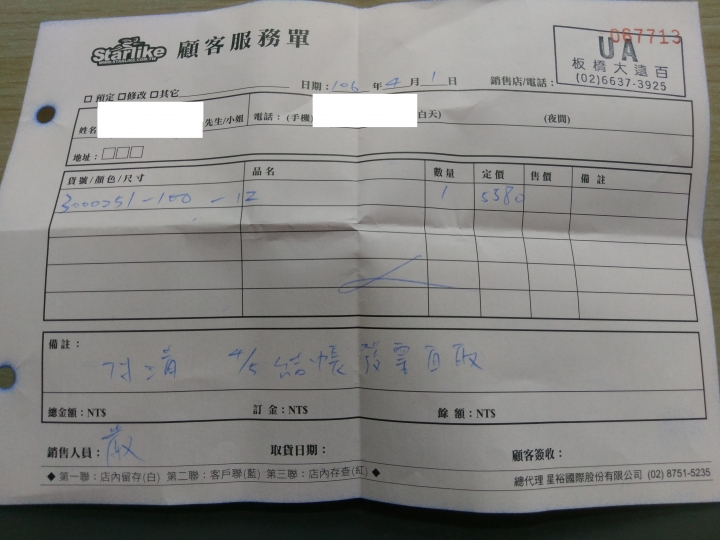 Starlike 顧客服務單
WWW.STARLIKE.COM.TW
067713
UA
板橋大遠百
(02)6637-3925
日期：106 年 4 月 1 日 銷售店/電話：
□ 預定 □修改 □其它
姓名 先生/小姐 電話：(手機) 白天) (夜間)
地址：□□□
貨號/顏色/尺寸 品名 數量 定價 售價 備註
3000251-100-12 1 5380
備註：
付清 4/5 結帳發票自取
總金額：NT$ 訂金：NT$ 餘額：NT$
銷售人員： 取貨日期： 顧客簽收：
◆ 第一聯：店內留存(白) 第二聯：客戶聯(藍) 第三聯：店內存查(紅) ◆ 總代理 星裕國際股份有限公司 (02) 8751-5235